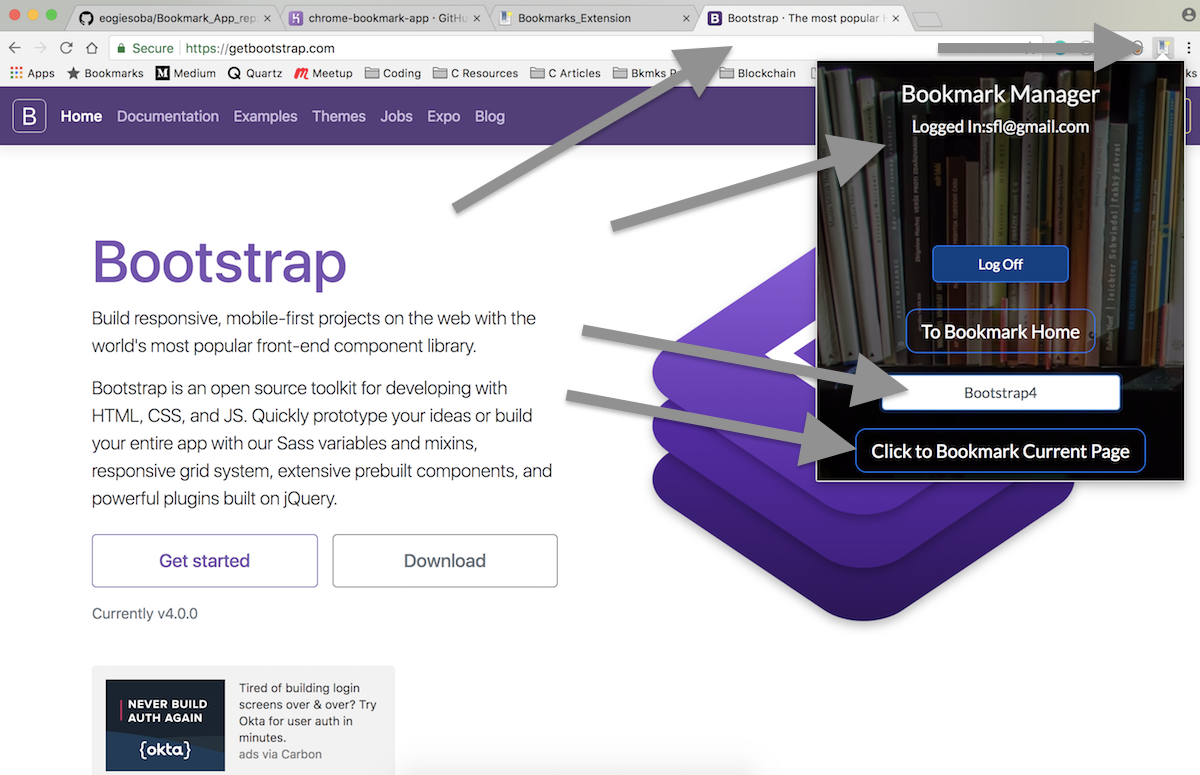 eogiesoba/Bookmark_App_rep
chrome-bookmark-app · GitHu
Bookmarks_Extension
Bootstrap · The most popular
Secure
https://getbootstrap.com
Apps
Bookmarks
Medium
Quartz
Meetup
Coding
C Resources
C Articles
Bkmks
Blockchain
B
Home
Documentation
Examples
Themes
Jobs
Expo
Blog
Bookmark Manager
Logged In:sfl@gmail.com
Log Off
To Bookmark Home
Bootstrap4
Click to Bookmark Current Page
Bootstrap
Build responsive, mobile-first projects on the web with the
world's most popular front-end component library.
Bootstrap is an open source toolkit for developing with
HTML, CSS, and JS. Quickly prototype your ideas or build
your entire app with our Sass variables and mixins,
responsive grid system, extensive prebuilt components, and
powerful plugins built on jQuery.
Get started
Download
Currently v4.0.0
NEVER BUILD
AUTH AGAIN
{okta}
Tired of building login
screens over & over? Try
Okta for user auth in
minutes.
ads via Carbon